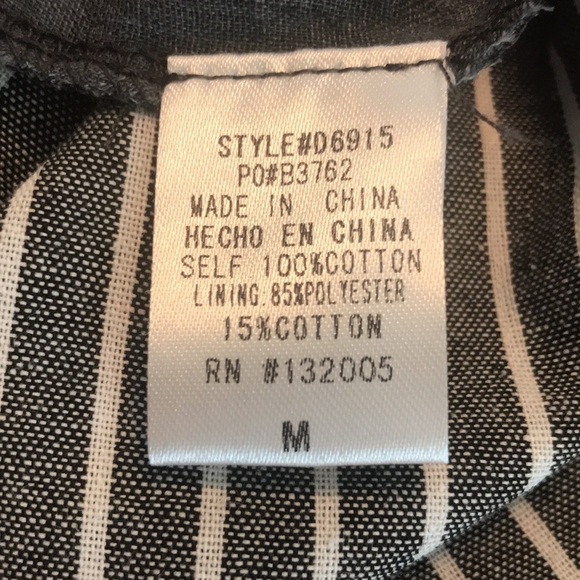 STYLE#D6915
PO#B3762
MADE IN CHINA
HECHO EN CHINA
SELF 100%COTTON
LINING.85%POLYESTER
15%COTTON
RN #132005
M